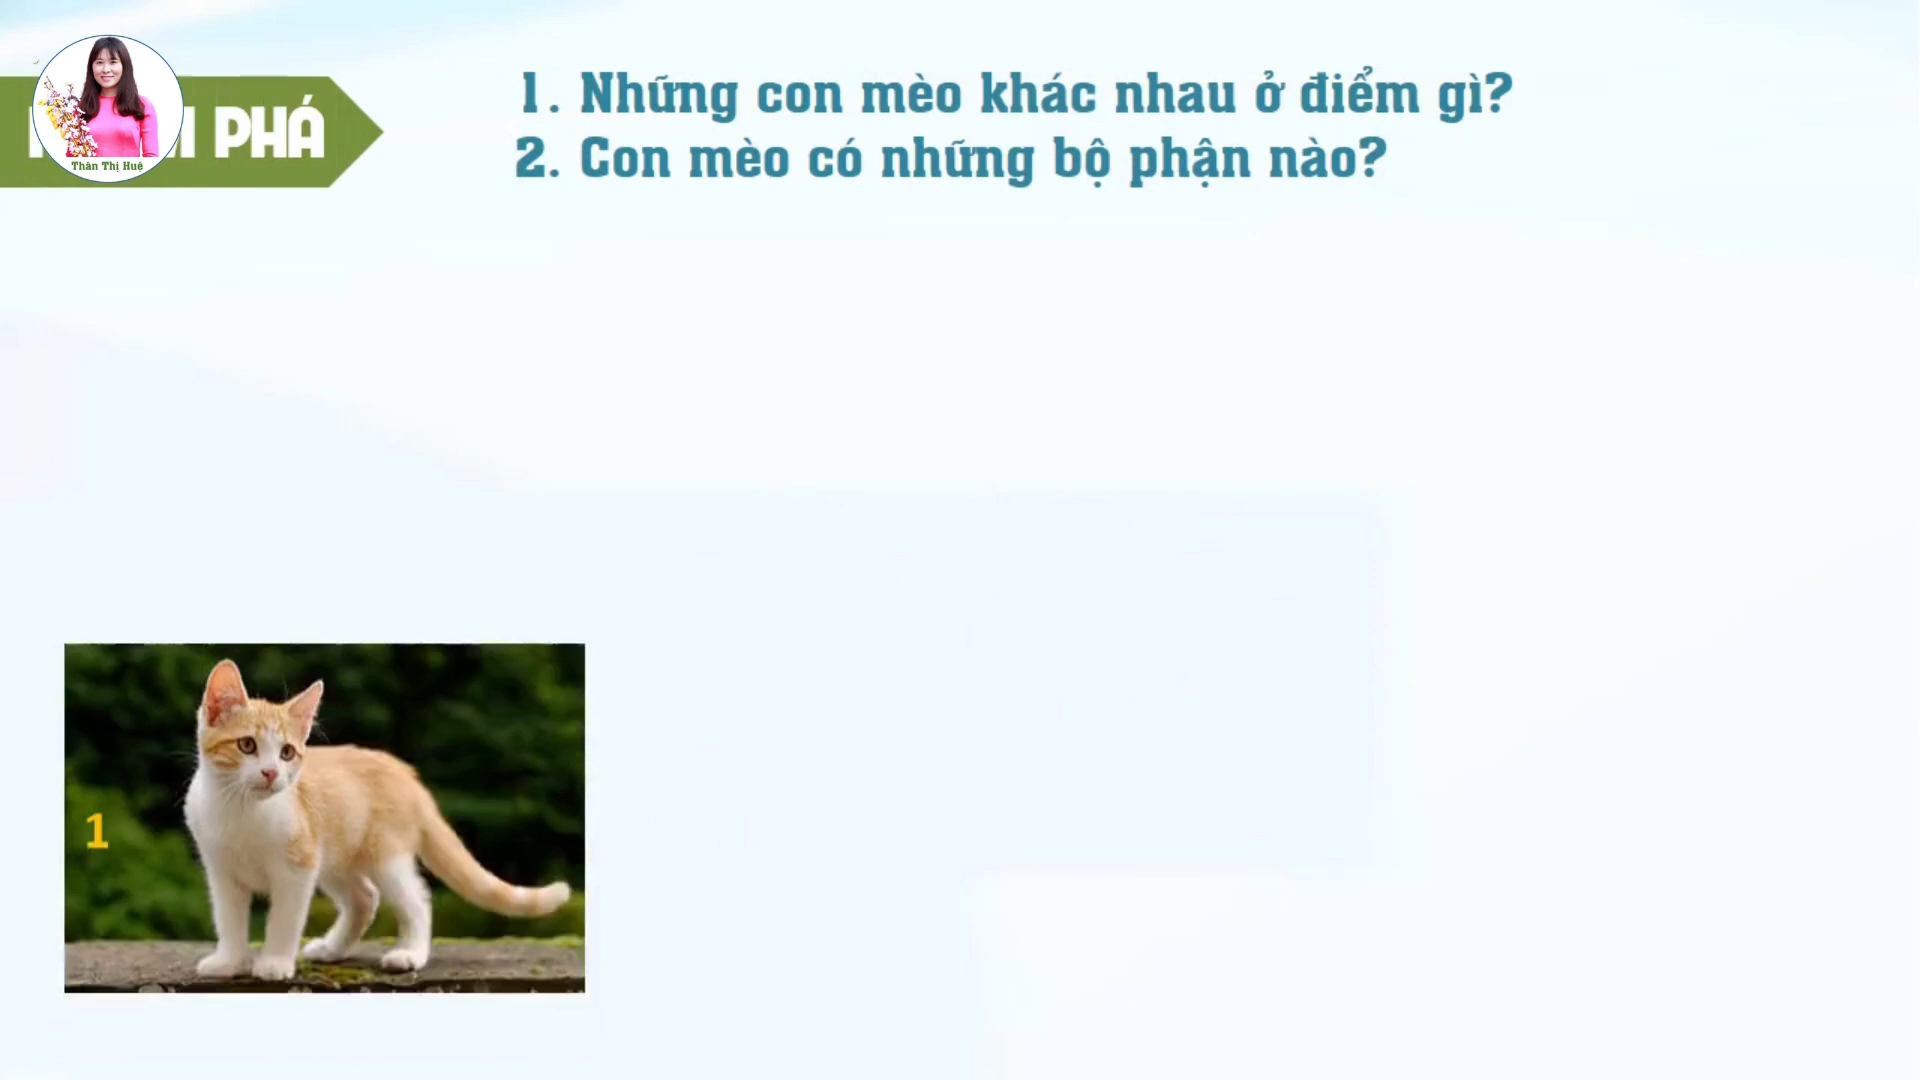 1. Những con mèo khác nhau ở điểm gì?
2. Con mèo có những bộ phận nào?
PHÁ
Thân Thị Huệ
1